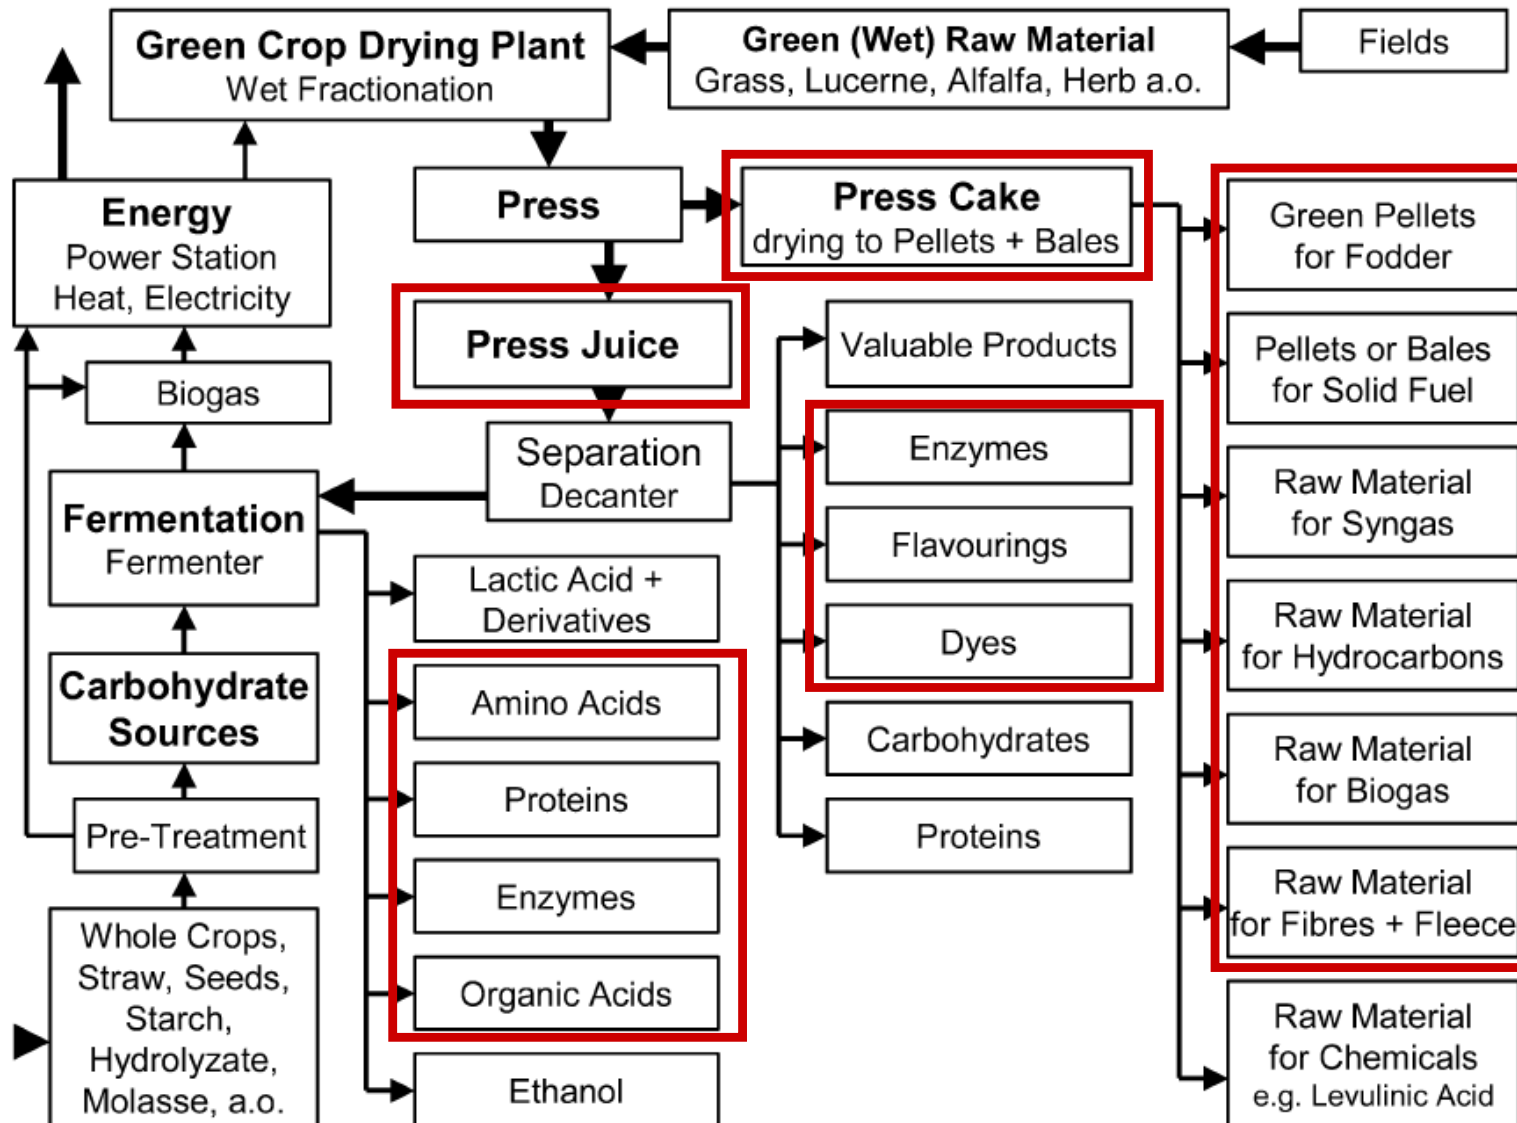 Green Crop Drying Plant
Wet Fractionation
Green (Wet) Raw Material
Grass, Lucerne, Alfalfa, Herb a.o.
Fields
Energy
Power Station
Heat, Electricity
Press
Press Cake
drying to Pellets + Bales
Green Pellets
for Fodder
Press Juice
Valuable Products
Pellets or Bales
for Solid Fuel
Biogas
Separation
Decanter
Enzymes
Raw Material
for Syngas
Fermentation
Fermenter
Flavourings
Lactic Acid +
Derivatives
Dyes
Raw Material
for Hydrocarbons
Carbohydrate
Sources
Amino Acids
Carbohydrates
Raw Material
for Biogas
Pre-Treatment
Proteins
Proteins
Enzymes
Raw Material
for Fibres + Fleece
Whole Crops,
Straw, Seeds,
Starch,
Hydrolyzate,
Molasse, a.o.
Organic Acids
Ethanol
Raw Material
for Chemicals
e.g. Levulinic Acid